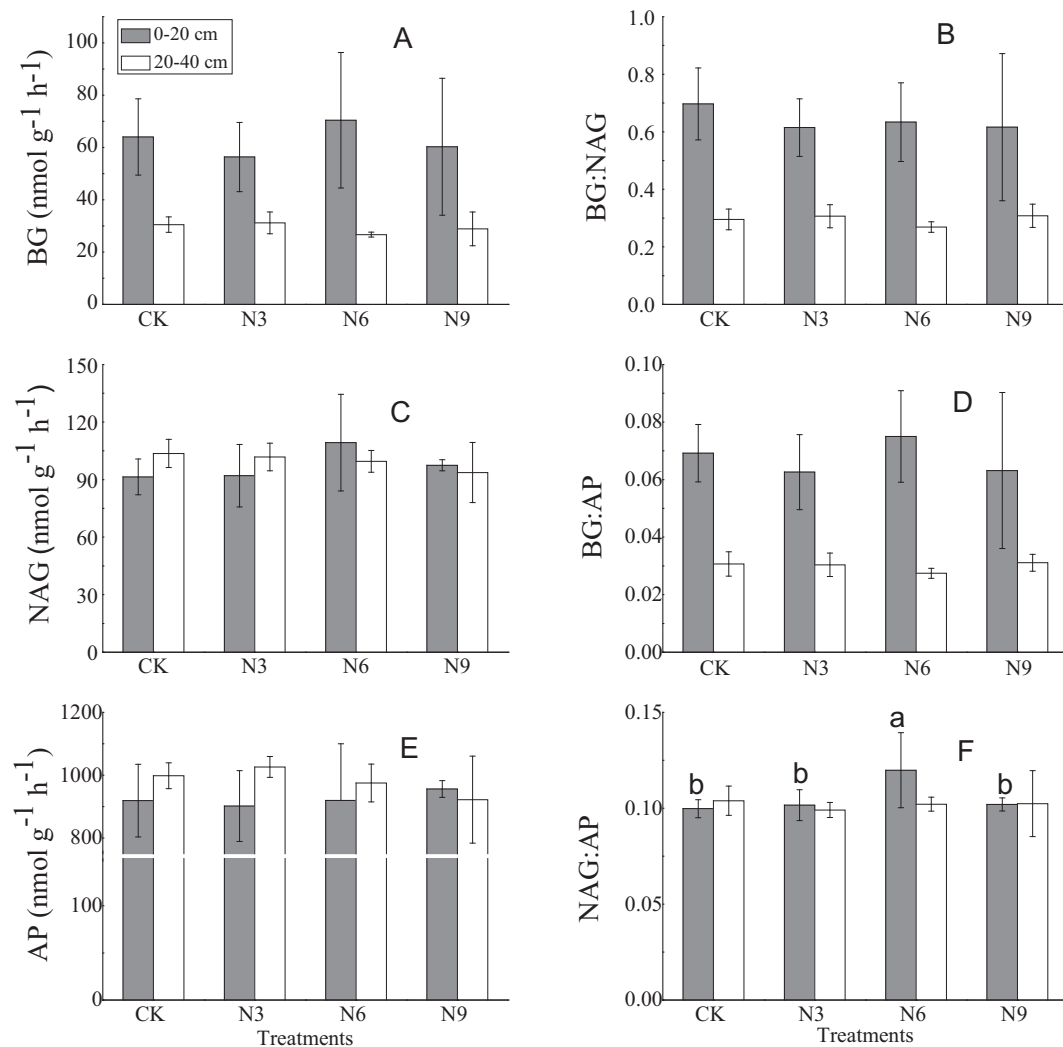 A
0-20 cm
20-40 cm
BG (nmol g-1 h-1)
100
80
60
40
20
0
CK N3 N6 N9
B
BG:NAG
1.0
0.8
0.6
0.4
0.2
0.0
CK N3 N6 N9
C
NAG (nmol g-1 h-1)
150
120
90
60
30
0
CK N3 N6 N9
D
BG:AP
0.10
0.08
0.06
0.04
0.02
0.00
CK N3 N6 N9
E
AP (nmol g-1 h-1)
1200
1000
800
100
0
CK N3 N6 N9
Treatments
F
NAG:AP
0.15
0.10
0.05
0.00
b b a b
CK N3 N6 N9
Treatments